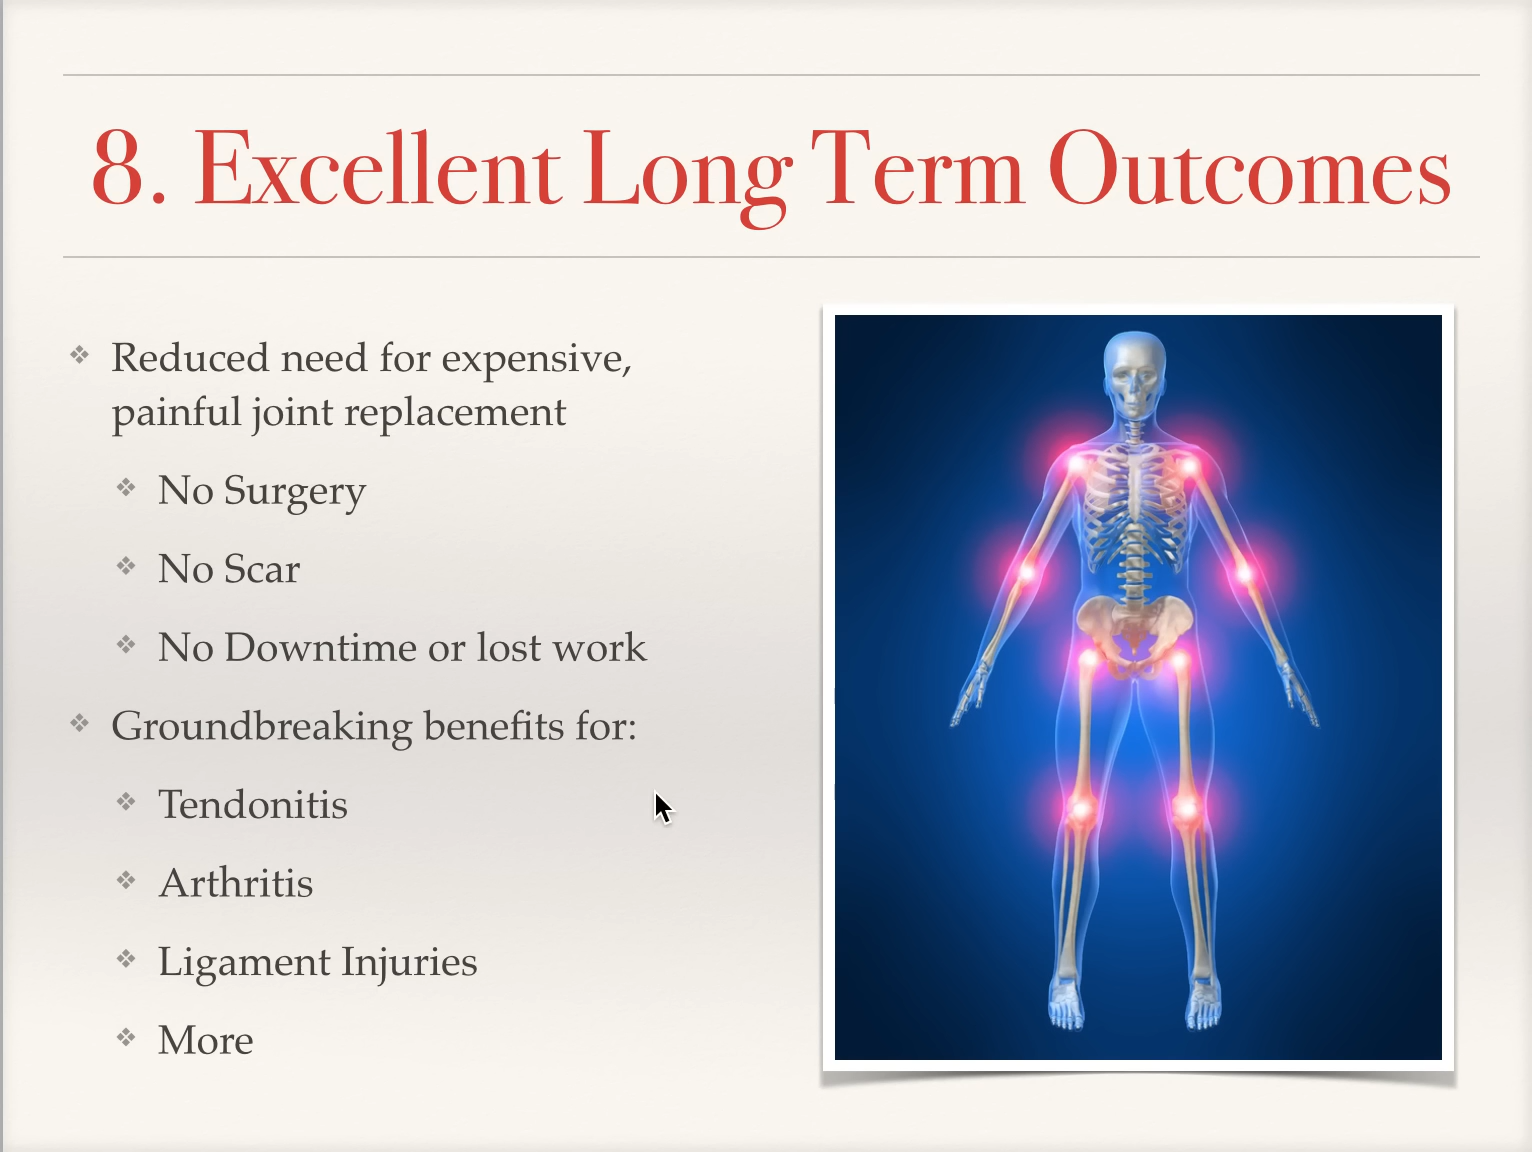 8. Excellent Long Term Outcomes
Reduced need for expensive,
painful joint replacement
No Surgery
No Scar
No Downtime or lost work
Groundbreaking benefits for:
Tendonitis
Arthritis
Ligament Injuries
More